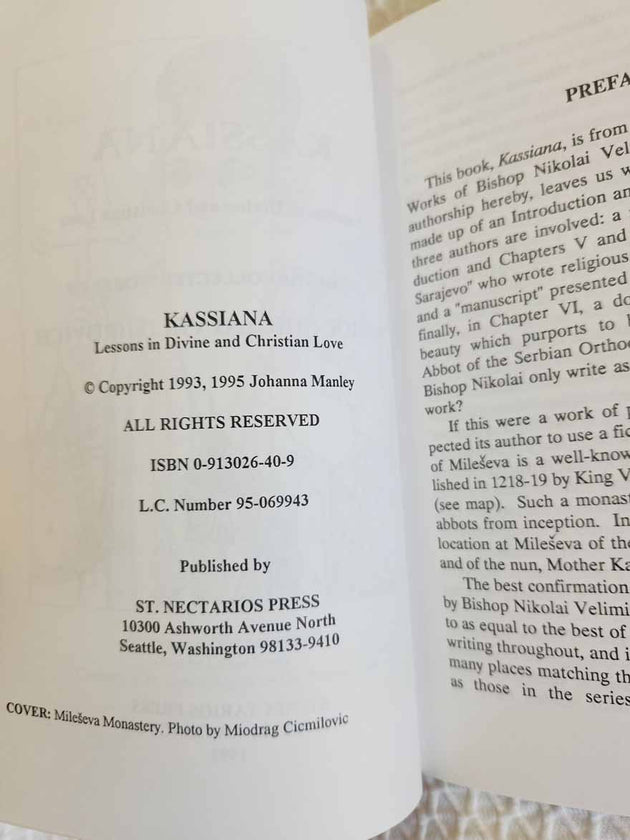 KASSIANA
Lessons in Divine and Christian Love
© Copyright 1993, 1995 Johanna Manley
ALL RIGHTS RESERVED
ISBN 0-913026-40-9
L.C. Number 95-069943
Published by
ST. NECTARIOS PRESS
10300 Ashworth Avenue North
Seattle, Washington 98133-9410
COVER: Mileševa Monastery. Photo by Miodrag Cicmilovic
PREFA
This book, Kassiana, is from
Works of Bishop Nikolai Vel
authorship hereby, leaves us w
made up of an Introduction an
three authors are involved: a
duction and Chapters V and
Sarajevo" who wrote religious
and a "manuscript" presented
finally, in Chapter VI, a do
beauty which purports to
Abbot of the Serbian Ortho
Bishop Nikolai only write as
work?
If this were a work of
pected its author to use a fic
of Mileševa is a well-know
lished in 1218-19 by King V
(see map). Such a monast
abbots from inception. In
location at Mileševa of the
and of the nun, Mother Ka
The best confirmation
by Bishop Nikolai Velimi
to as equal to the best of
writing throughout, and i
many places matching th
as those in the series